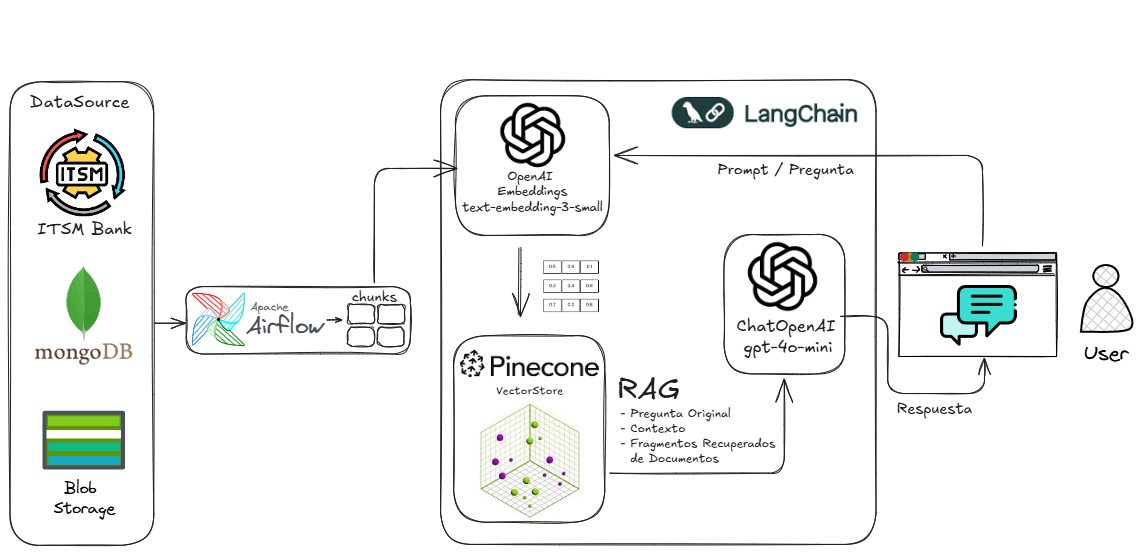 DataSource
ITSM
ITSM Bank
mongoDB
Blob
Storage
Apache
Airflow
chunks
LangChain
OpenAI
Embeddings
text-embedding-3-small
Prompt / Pregunta
0.5 0.6 0.1
0.3 0.4 0.9
0.7 0.2 0.8
Pinecone
VectorStore
RAG
- Pregunta Original
- Contexto
- Fragmentos Recuperados
de Documentos
ChatOpenAI
gpt-4o-mini
Respuesta
User